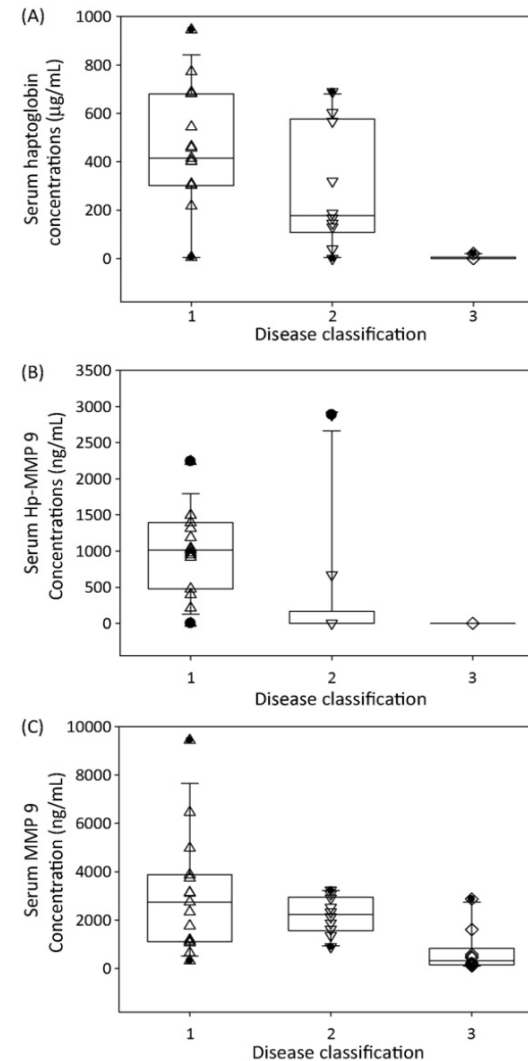 (A)
Serum haptoglobin
concentrations (µg/mL)
1000
800
600
400
200
0
1 2 3
Disease classification
(B)
Serum Hp-MMP 9
Concentrations (ng/mL)
3500
3000
2500
2000
1500
1000
500
0
1 2 3
Disease classification
(C)
Serum MMP 9
Concentration (ng/mL)
10000
8000
6000
4000
2000
0
1 2 3
Disease classification